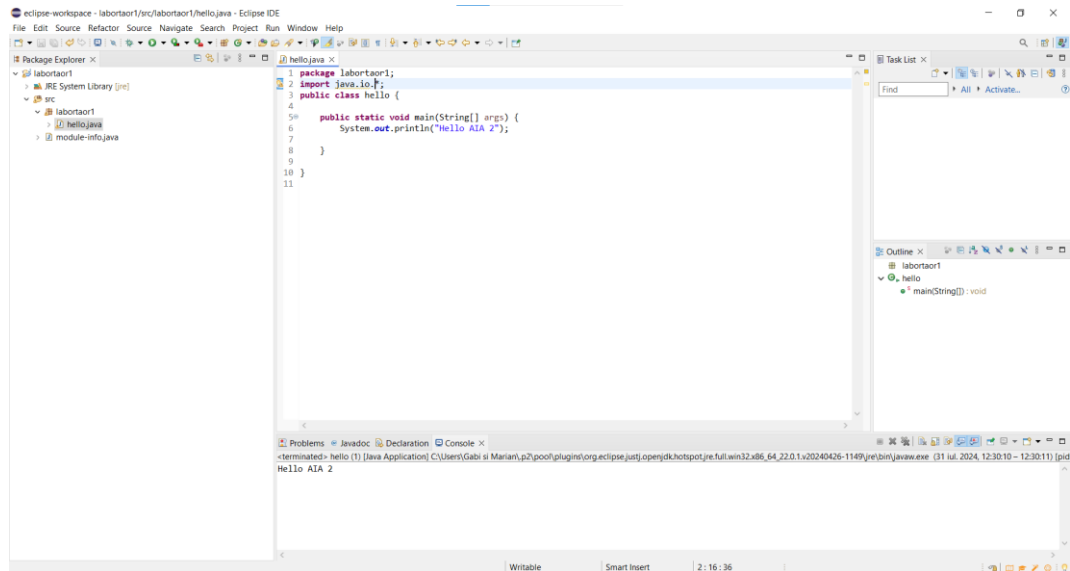 eclipse-workspace - labortaor1/src/labortaor1/hello.java - Eclipse IDE
File Edit Source Refactor Source Navigate Search Project Run Window Help
Package Explorer
labortaor1
JRE System Library [jre]
src
labortaor1
hello.java
module-info.java
hello.java
1 package labortaor1;
2 import java.io.*;
3 public class hello {
4
5 public static void main(String[] args) {
6 System.out.println("Hello AIA 2");
7
8 }
9
10 }
11
Task List
Find All Activate...
Outline
labortaor1
hello
main(String[]) : void
Problems Javadoc Declaration Console
<terminated> hello (1) [Java Application] C:\Users\Gabi si Marian\.p2\pool\plugins\org.eclipse.justj.openjdk.hotspot.jre.full.win32.x86_64_22.0.1.v20240426-1149\jre\bin\javaw.exe (31 iul. 2024, 12:30:10 – 12:30:11) [pid
Hello AIA 2
Writable Smart Insert 2 : 16 : 36